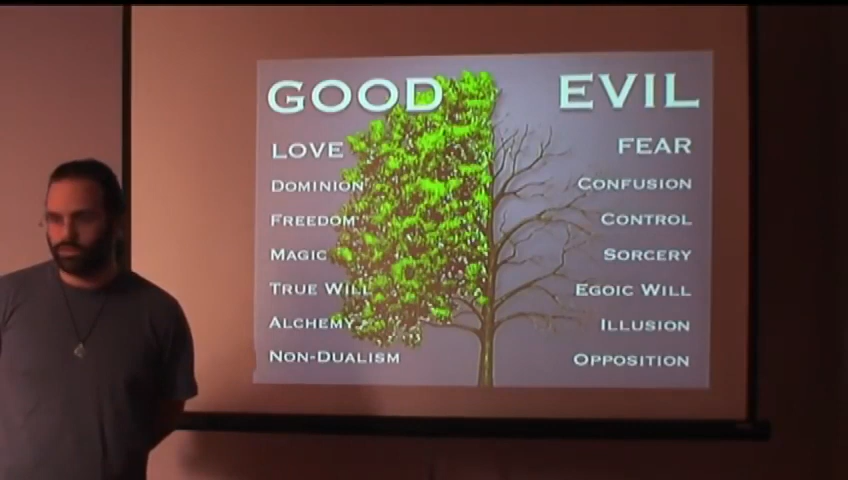 GOOD EVIL
LOVE FEAR
DOMINION CONFUSION
FREEDOM CONTROL
MAGIC SORCERY
TRUE WILL EGOIC WILL
ALCHEMY ILLUSION
NON-DUALISM OPPOSITION